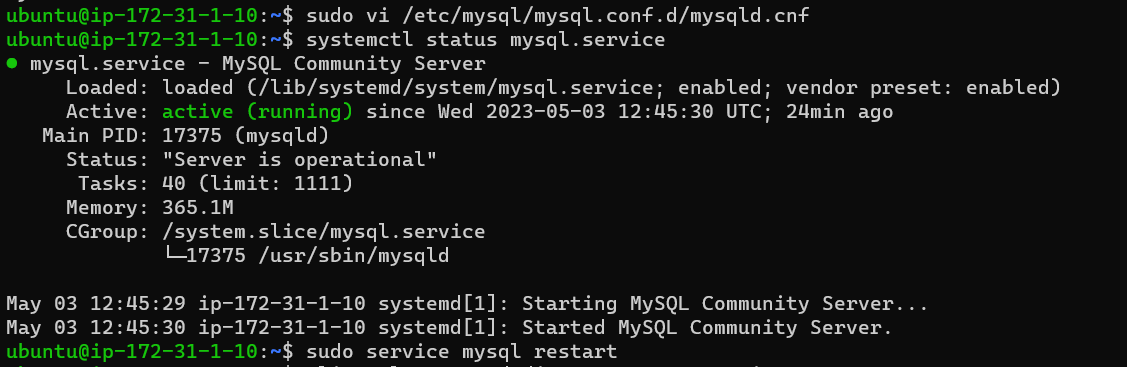 ubuntu@ip-172-31-1-10:~$ sudo vi /etc/mysql/mysql.conf.d/mysqld.cnf
ubuntu@ip-172-31-1-10:~$ systemctl status mysql.service
● mysql.service - MySQL Community Server
     Loaded: loaded (/lib/systemd/system/mysql.service; enabled; vendor preset: enabled)
     Active: active (running) since Wed 2023-05-03 12:45:30 UTC; 24min ago
   Main PID: 17375 (mysqld)
     Status: "Server is operational"
      Tasks: 40 (limit: 1111)
     Memory: 365.1M
     CGroup: /system.slice/mysql.service
             └─17375 /usr/sbin/mysqld
May 03 12:45:29 ip-172-31-1-10 systemd[1]: Starting MySQL Community Server...
May 03 12:45:30 ip-172-31-1-10 systemd[1]: Started MySQL Community Server.
ubuntu@ip-172-31-1-10:~$ sudo service mysql restart